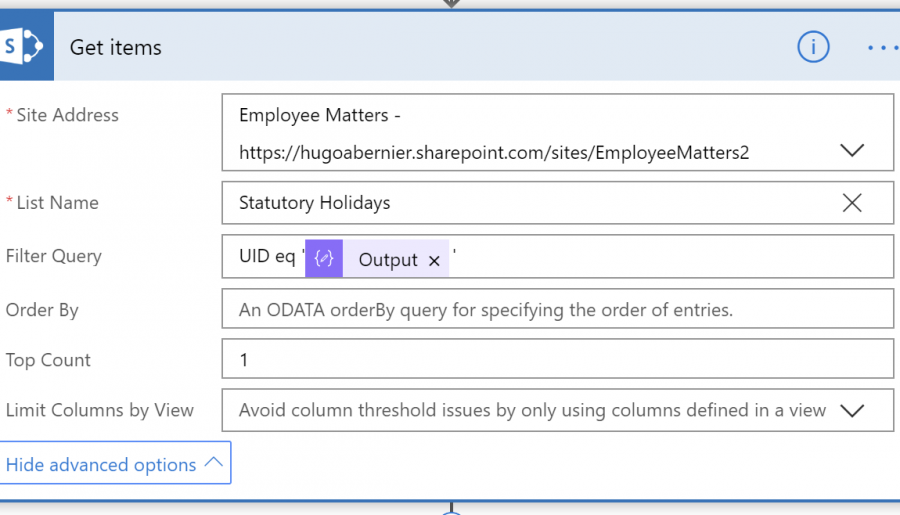 S
Get items
i
* Site Address
Employee Matters -
https://hugoabernier.sharepoint.com/sites/EmployeeMatters2
* List Name
Statutory Holidays
Filter Query
UID eq ' Output × '
Order By
An ODATA orderBy query for specifying the order of entries.
Top Count
1
Limit Columns by View
Avoid column threshold issues by only using columns defined in a view
Hide advanced options